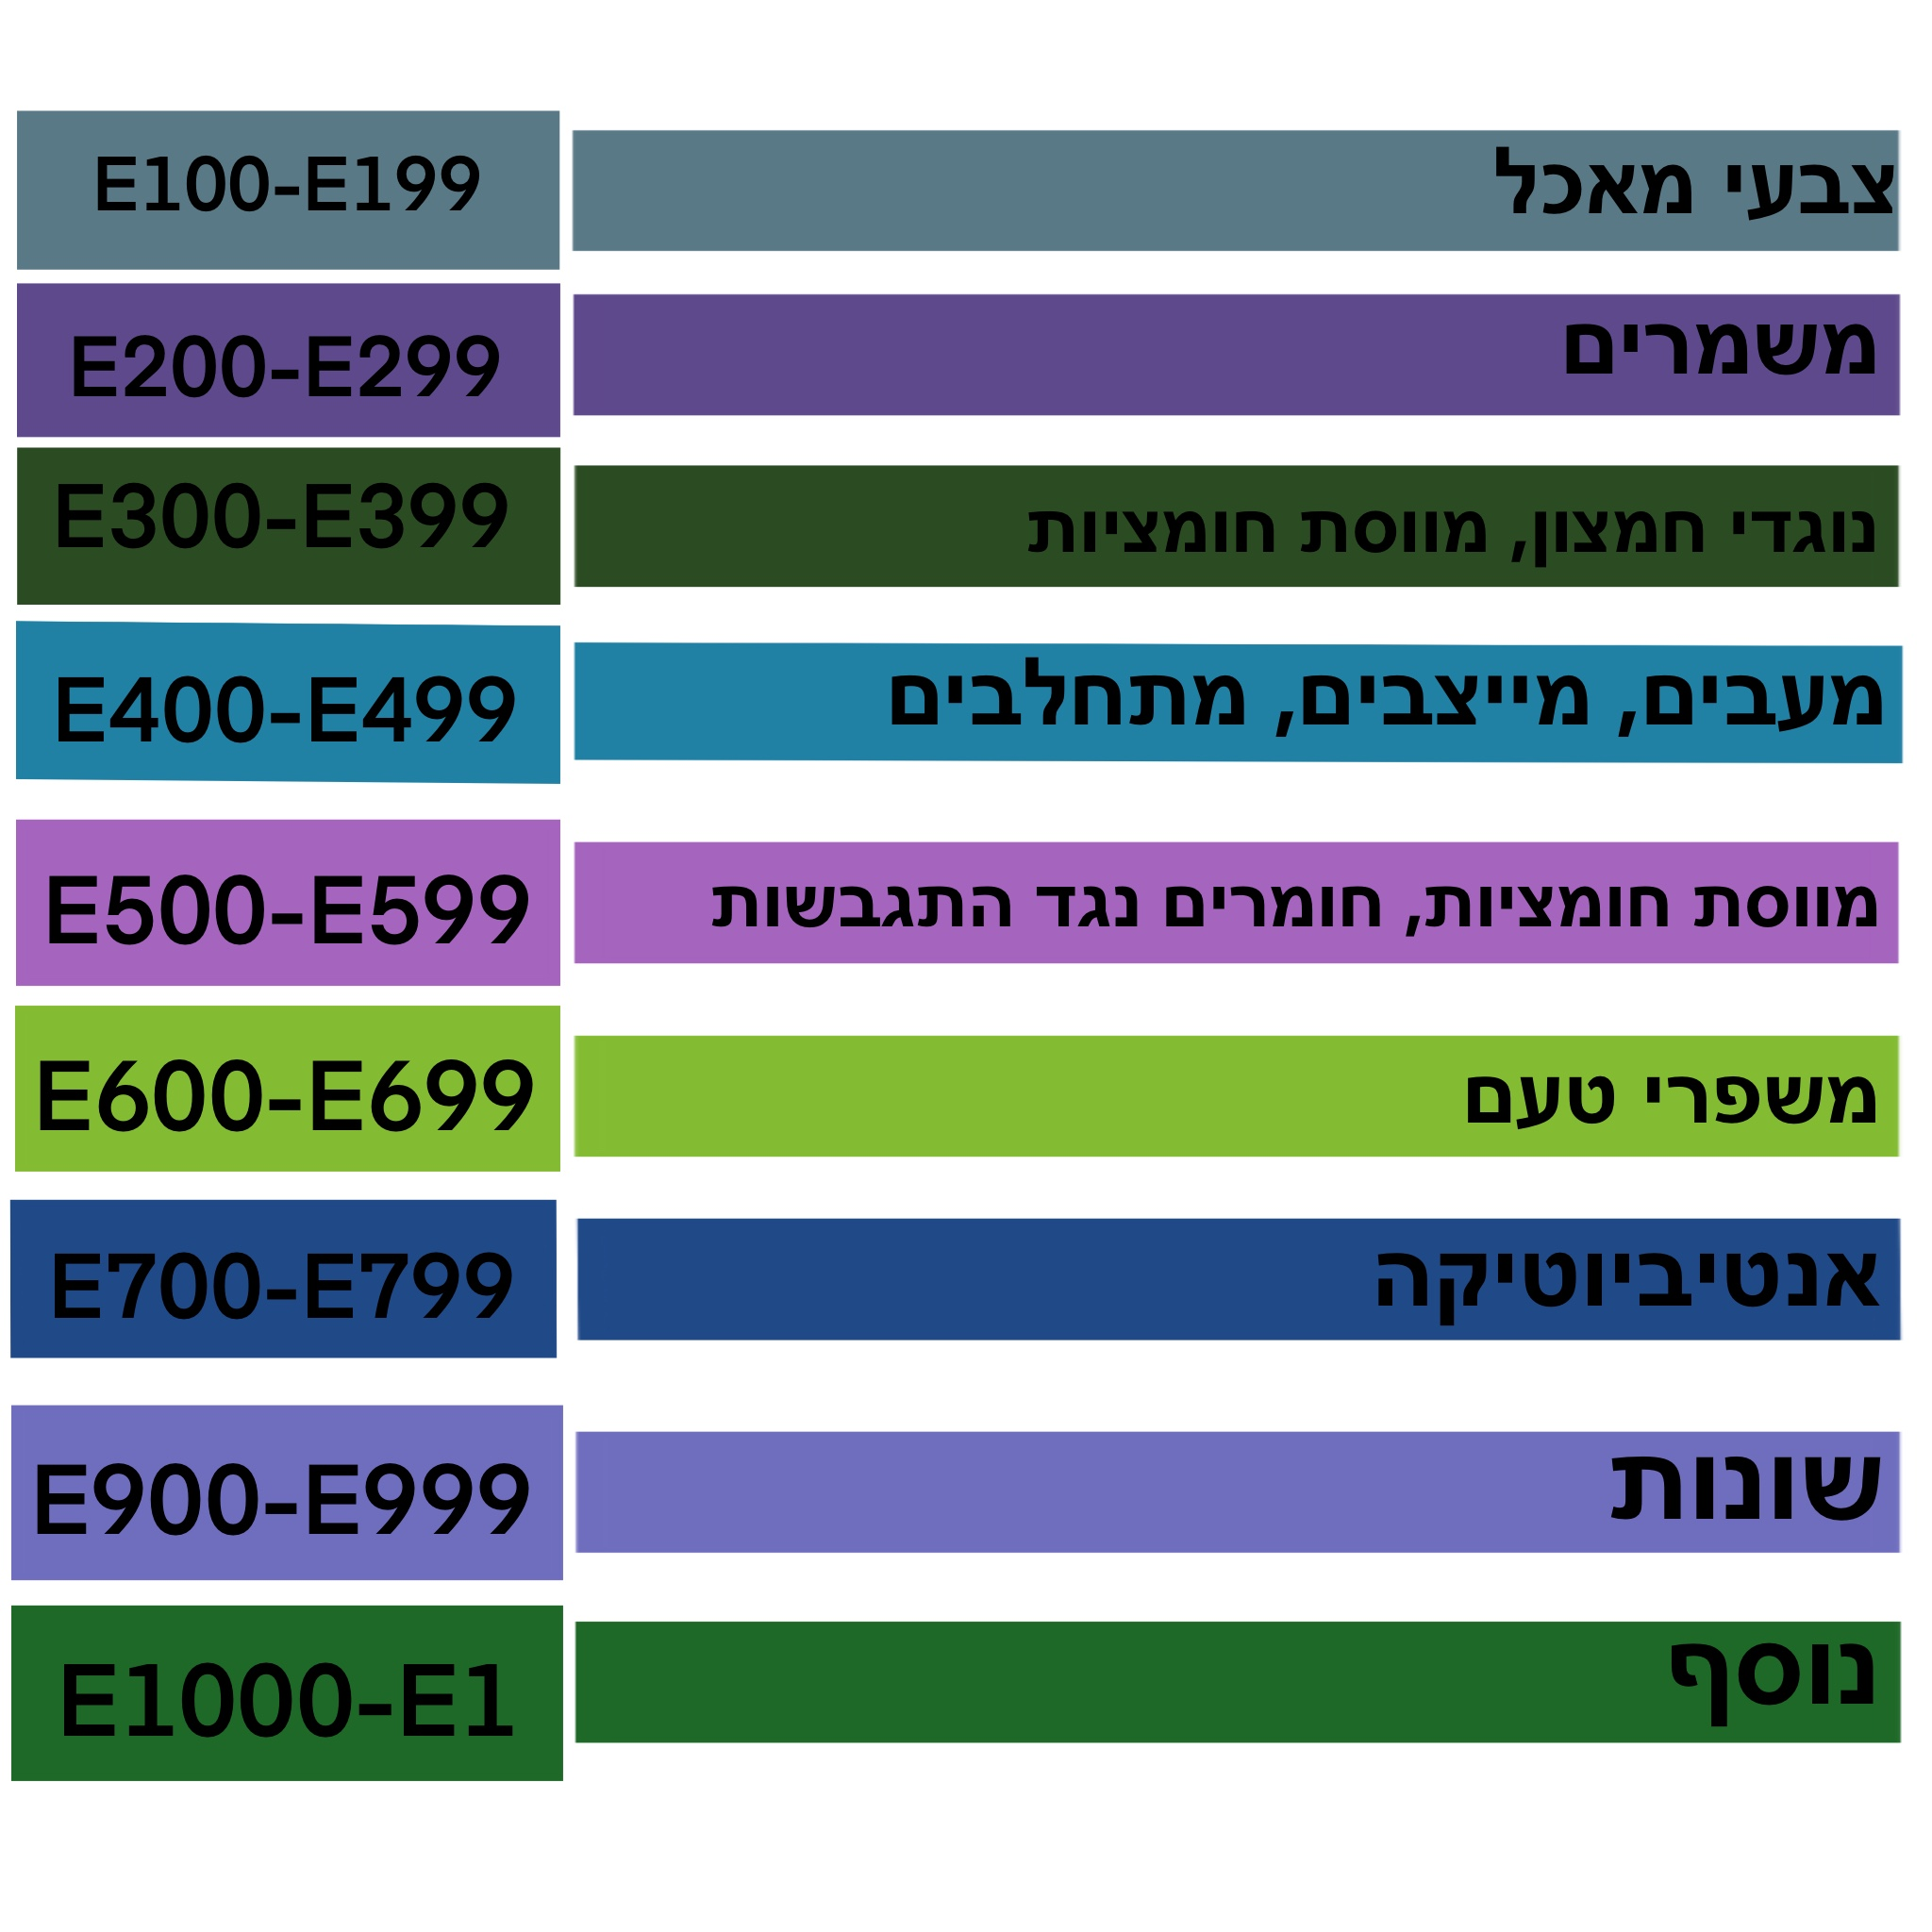 E100-E199 צבעי מאכל
E200-E299 משמרים
E300-E399 נוגדי חמצון, מווסת חומציות
E400-E499 מעבים, מייצבים, מתחלבים
E500-E599 מווסת חומציות, חומרים נגד התגבשות
E600-E699 משפרי טעם
E700-E799 אנטיביוטיקה
E900-E999 שונות
E1000-E1 נוסף